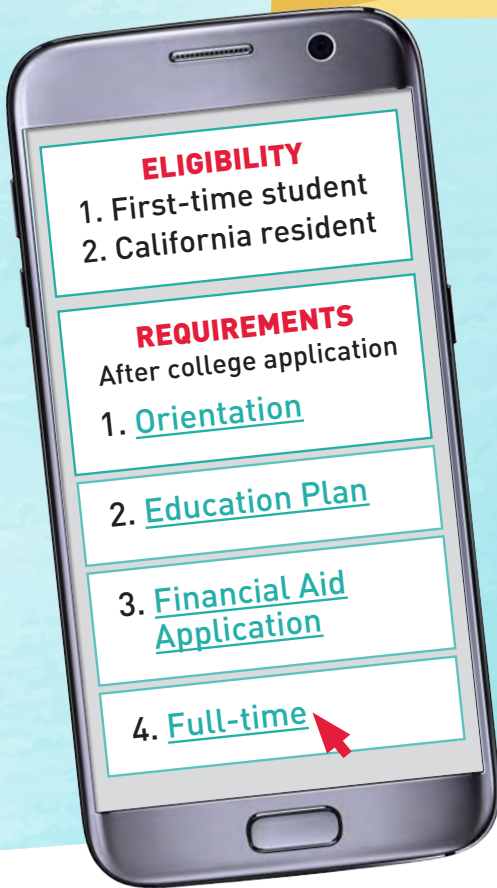 ELIGIBILITY
1. First-time student
2. California resident
REQUIREMENTS
After college application
1. Orientation
2. Education Plan
3. Financial Aid
Application
4. Full-time